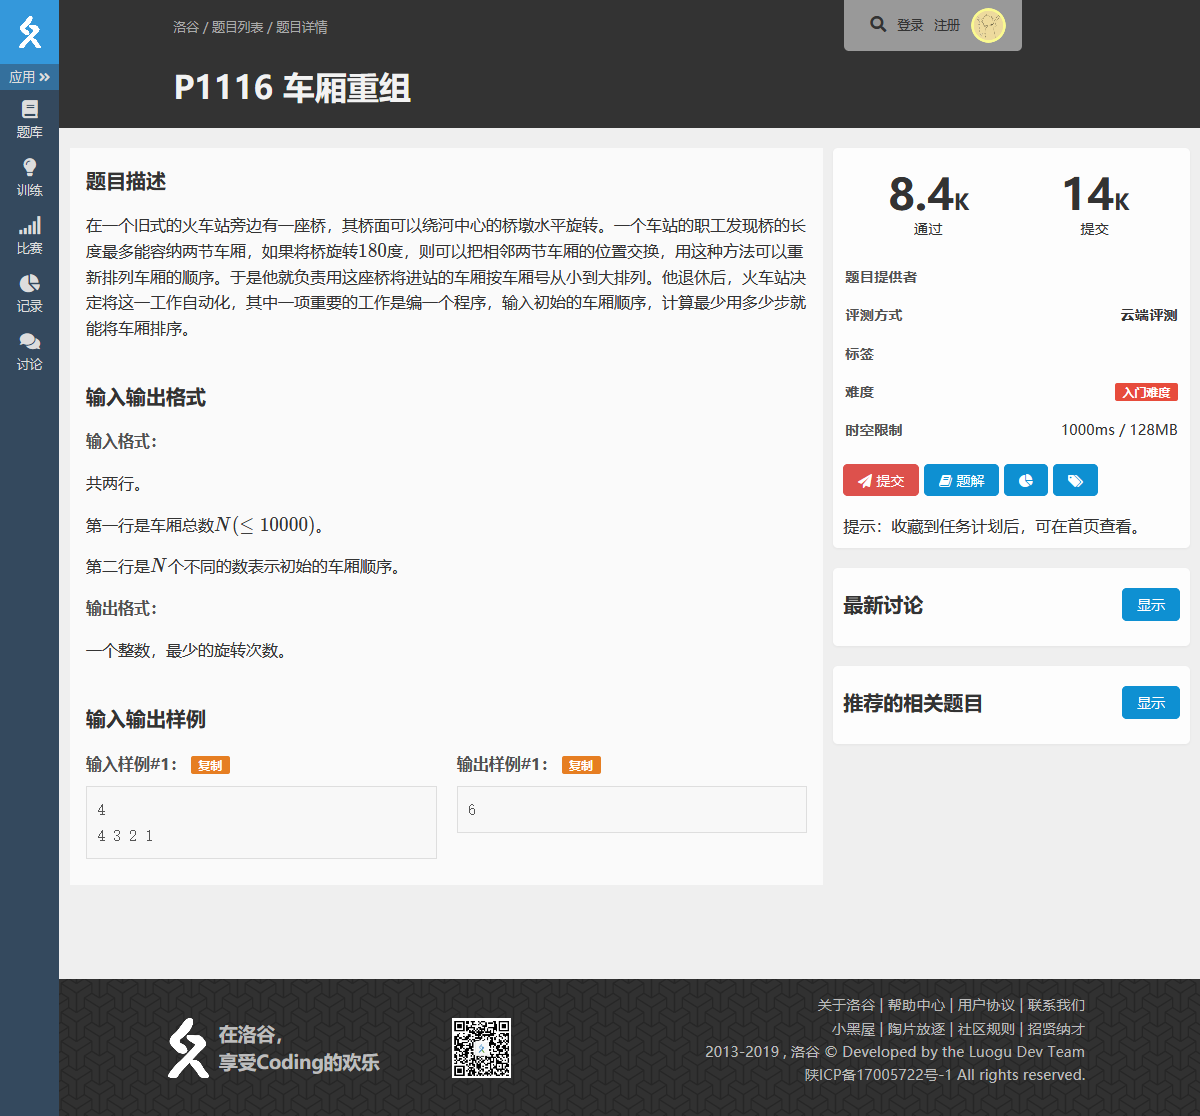 洛谷 / 题目列表 / 题目详情
登录 注册
P1116 车厢重组
应用
题库
训练
比赛
记录
讨论
题目描述
在一个旧式的火车站旁边有一座桥，其桥面可以绕河中心的桥墩水平旋转。一个车站的职工发现桥的长
度最多能容纳两节车厢，如果将桥旋转180度，则可以把相邻两节车厢的位置交换，用这种方法可以重
新排列车厢的顺序。于是他就负责用这座桥将进站的车厢按车厢号从小到大排列。他退休后，火车站决
定将这一工作自动化，其中一项重要的工作是编一个程序，输入初始的车厢顺序，计算最少用多少步就
能将车厢排序。
输入输出格式
输入格式：
共两行。
第一行是车厢总数N(≤ 10000)。
第二行是N个不同的数表示初始的车厢顺序。
输出格式：
一个整数，最少的旋转次数。
输入输出样例
输入样例#1： 复制
4
4 3 2 1
输出样例#1： 复制
6
8.4K
通过
14K
提交
题目提供者
评测方式 云端评测
标签
难度 入门难度
时空限制 1000ms / 128MB
提交 题解
提示：收藏到任务计划后，可在首页查看。
最新讨论 显示
推荐的相关题目 显示
在洛谷，
享受Coding的欢乐
关于洛谷 | 帮助中心 | 用户协议 | 联系我们
小黑屋 | 陶片放逐 | 社区规则 | 招贤纳才
2013-2019 , 洛谷 © Developed by the Luogu Dev Team
陕ICP备17005722号-1 All rights reserved.